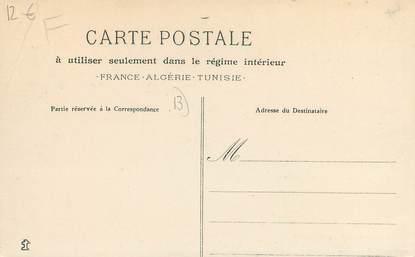 12 € F
CARTE POSTALE
à utiliser seulement dans le régime intérieur
·FRANCE·ALGÉRIE·TUNISIE·
Partie réservée à la Correspondance
13
Adresse du Destinataire
M